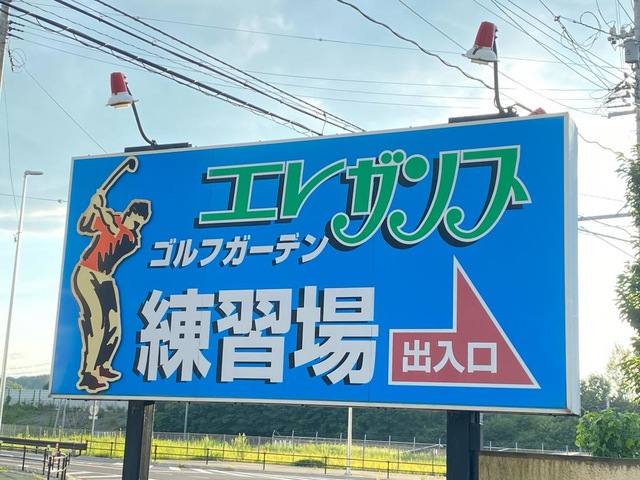 エレガンス
ゴルフガーデン
練習場
出入口